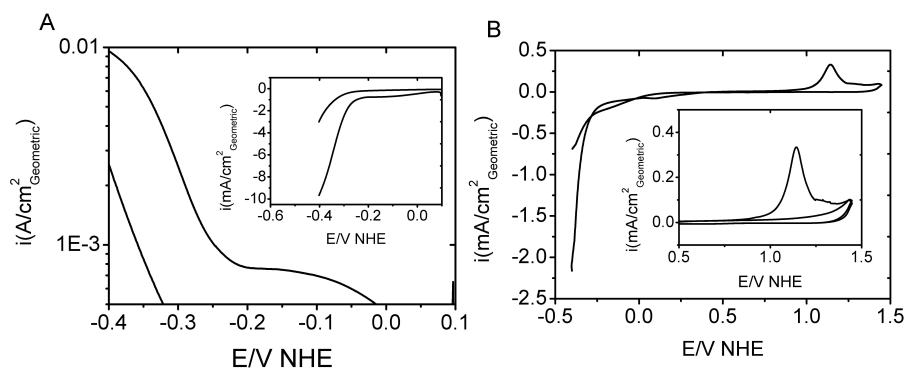 A
i(A/cm²Geometric)
0.01
1E-3
-0.4 -0.3 -0.2 -0.1 0.0 0.1
E/V NHE
i(mA/cm²Geometric)
0
-2
-4
-6
-8
-10
-0.6 -0.4 -0.2 0.0
E/V NHE
B
i(mA/cm²Geometric)
0.5
0.0
-0.5
-1.0
-1.5
-2.0
-2.5
-0.5 0.0 0.5 1.0 1.5
E/V NHE
i(mA/cm²Geometric)
0.4
0.2
0.0
0.5 1.0 1.5
E/V NHE